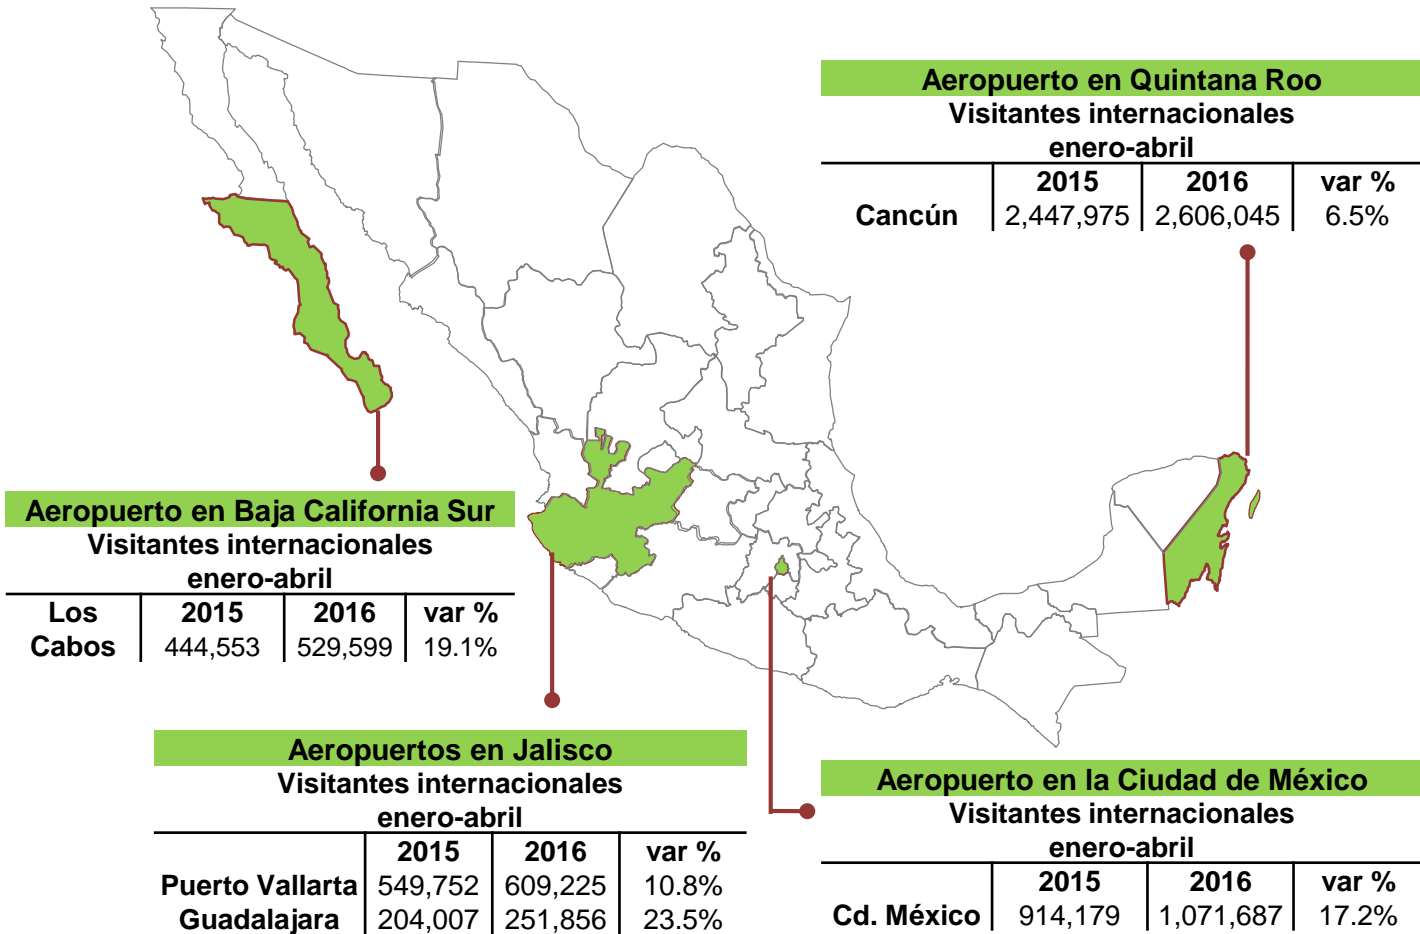 Aeropuerto en Quintana Roo
Visitantes internacionales
enero-abril
2015 2016 var %
Cancún 2,447,975 2,606,045 6.5%
Aeropuerto en Baja California Sur
Visitantes internacionales
enero-abril
Los 2015 2016 var %
Cabos 444,553 529,599 19.1%
Aeropuertos en Jalisco
Visitantes internacionales
enero-abril
2015 2016 var %
Puerto Vallarta 549,752 609,225 10.8%
Guadalajara 204,007 251,856 23.5%
Aeropuerto en la Ciudad de México
Visitantes internacionales
enero-abril
2015 2016 var %
Cd. México 914,179 1,071,687 17.2%